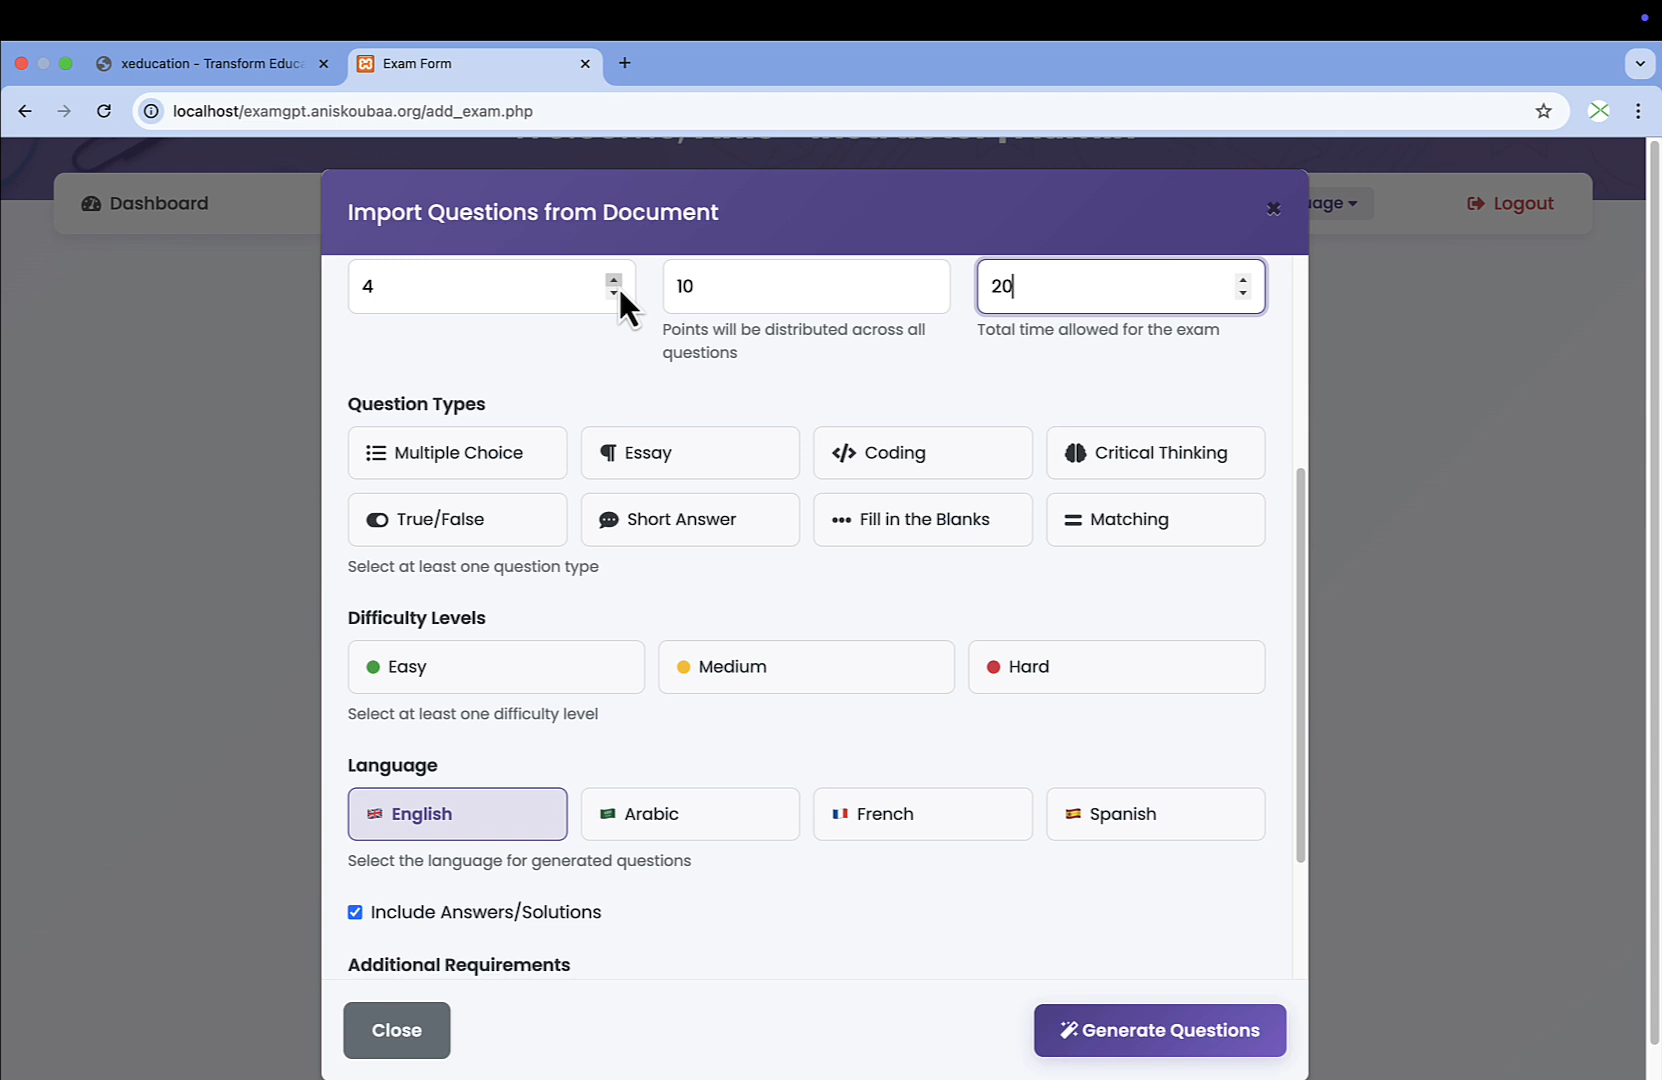 xeducation - Transform Educ
Exam Form
localhost/examgpt.aniskoubaa.org/add_exam.php
Dashboard
Import Questions from Document
Logout
4
10
20
Points will be distributed across all
questions
Total time allowed for the exam
Question Types
Multiple Choice
Essay
Coding
Critical Thinking
True/False
Short Answer
Fill in the Blanks
Matching
Select at least one question type
Difficulty Levels
Easy
Medium
Hard
Select at least one difficulty level
Language
English
Arabic
French
Spanish
Select the language for generated questions
Include Answers/Solutions
Additional Requirements
Close
Generate Questions